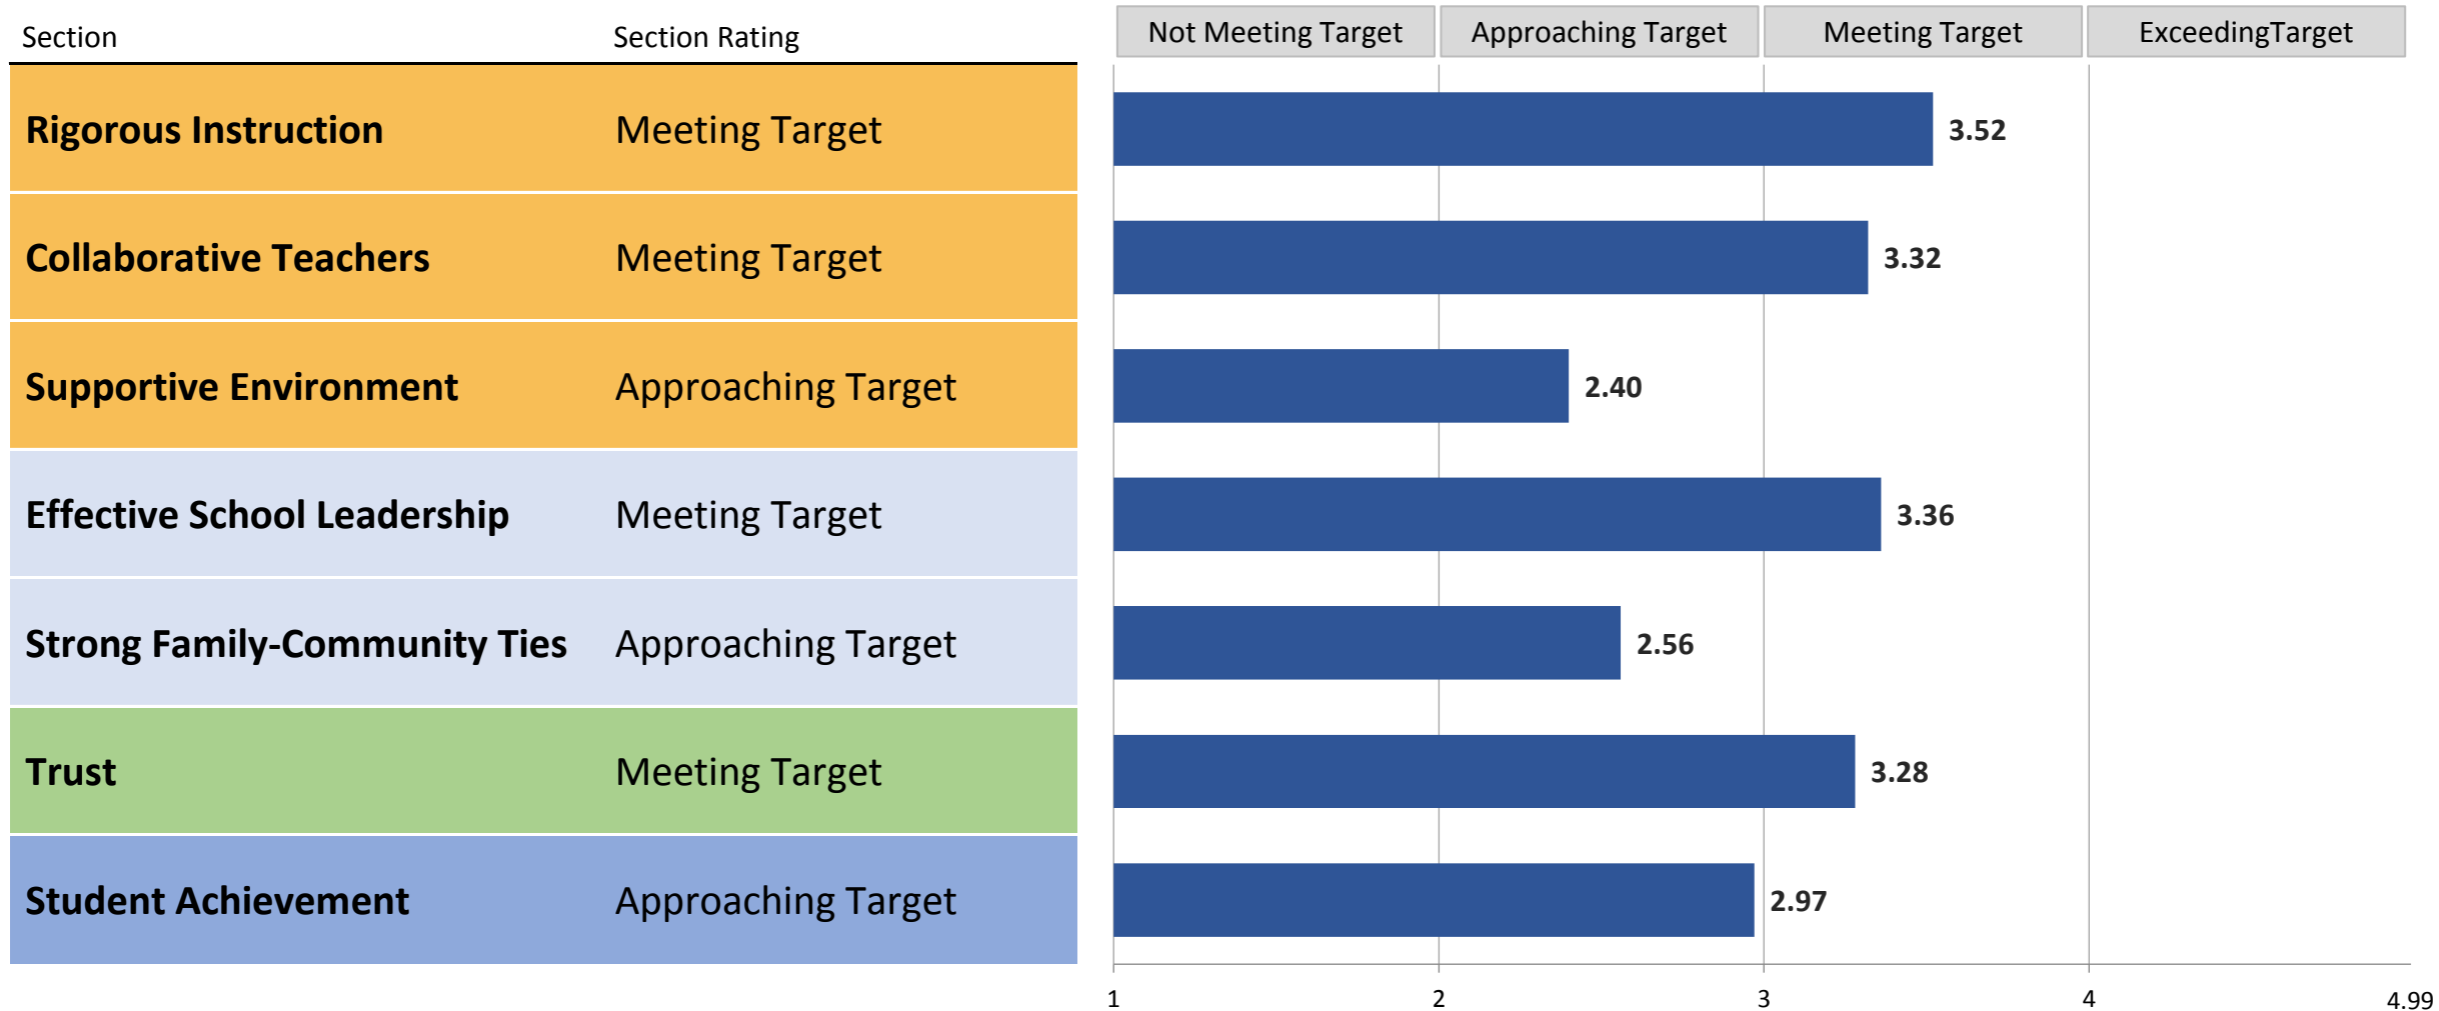 Section Section Rating Not Meeting Target Approaching Target Meeting Target ExceedingTarget
Rigorous Instruction Meeting Target 3.52
Collaborative Teachers Meeting Target 3.32
Supportive Environment Approaching Target 2.40
Effective School Leadership Meeting Target 3.36
Strong Family-Community Ties Approaching Target 2.56
Trust Meeting Target 3.28
Student Achievement Approaching Target 2.97
1 2 3 4 4.99